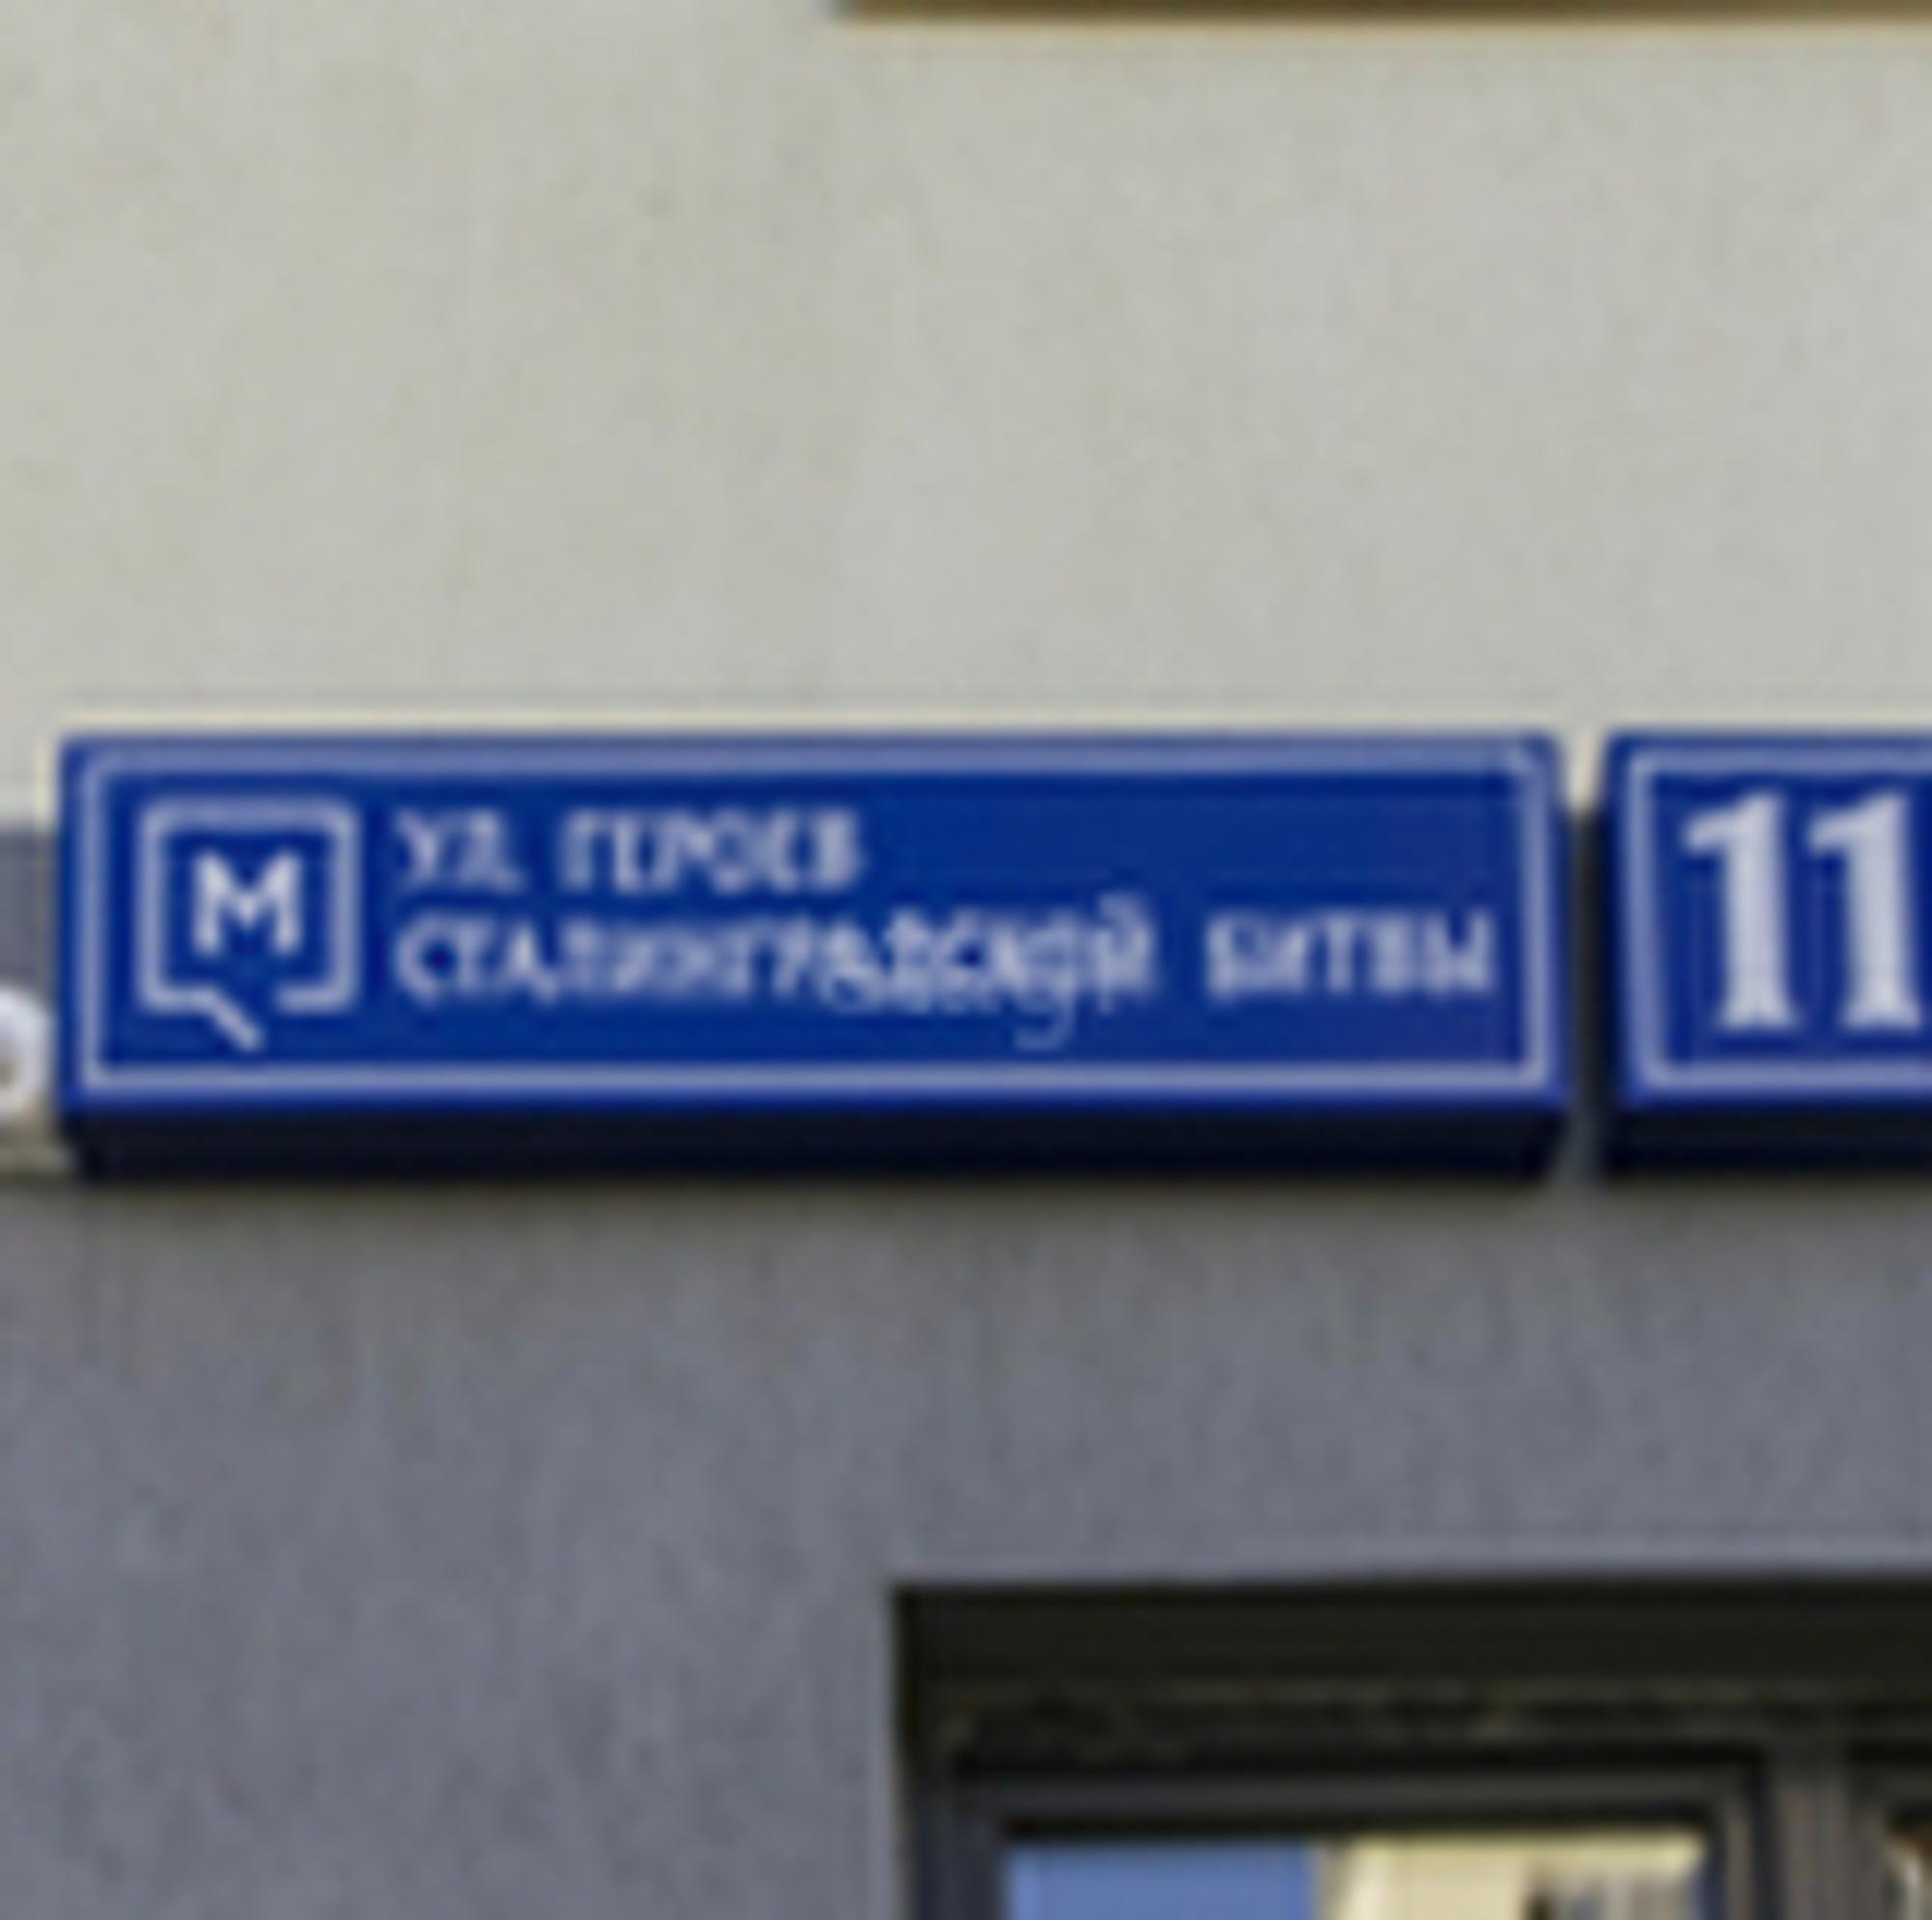 М
УЛ. ГЕРОЕВ
СТАЛИНГРАДСКОЙ БИТВЫ
11